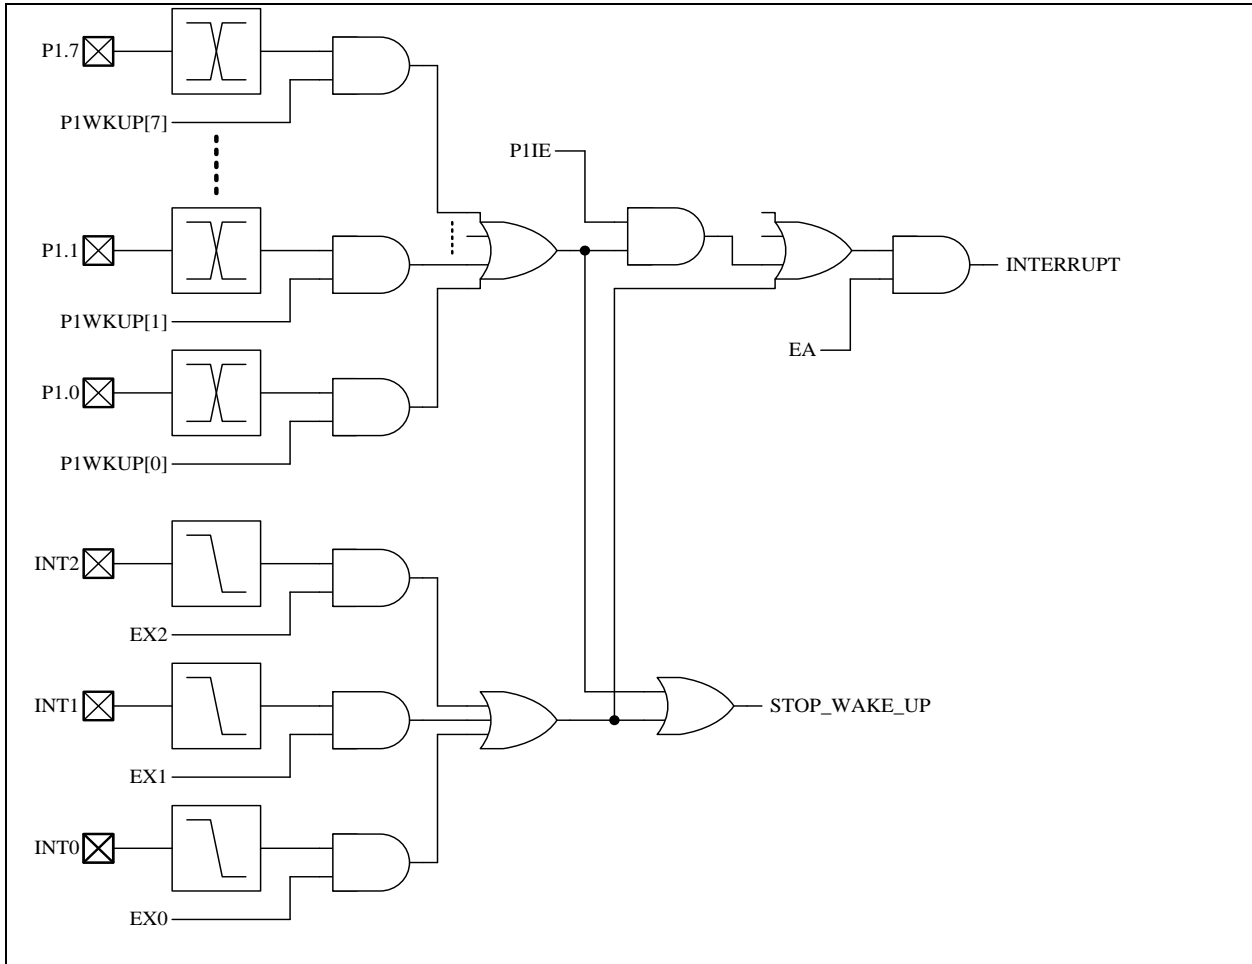 P1.7
P1WKUP[7]
P1IE
P1.1
INTERRUPT
P1WKUP[1]
EA
P1.0
P1WKUP[0]
INT2
EX2
INT1
STOP_WAKE_UP
EX1
INT0
EX0